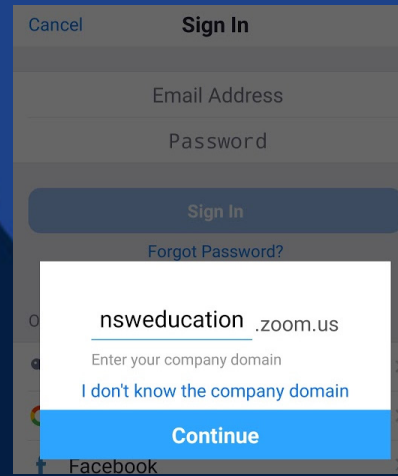 Cancel Sign In
Email Address
Password
Sign In
Forgot Password?
O
nsweducation .zoom.us
Enter your company domain
I don't know the company domain
Continue
Facebook